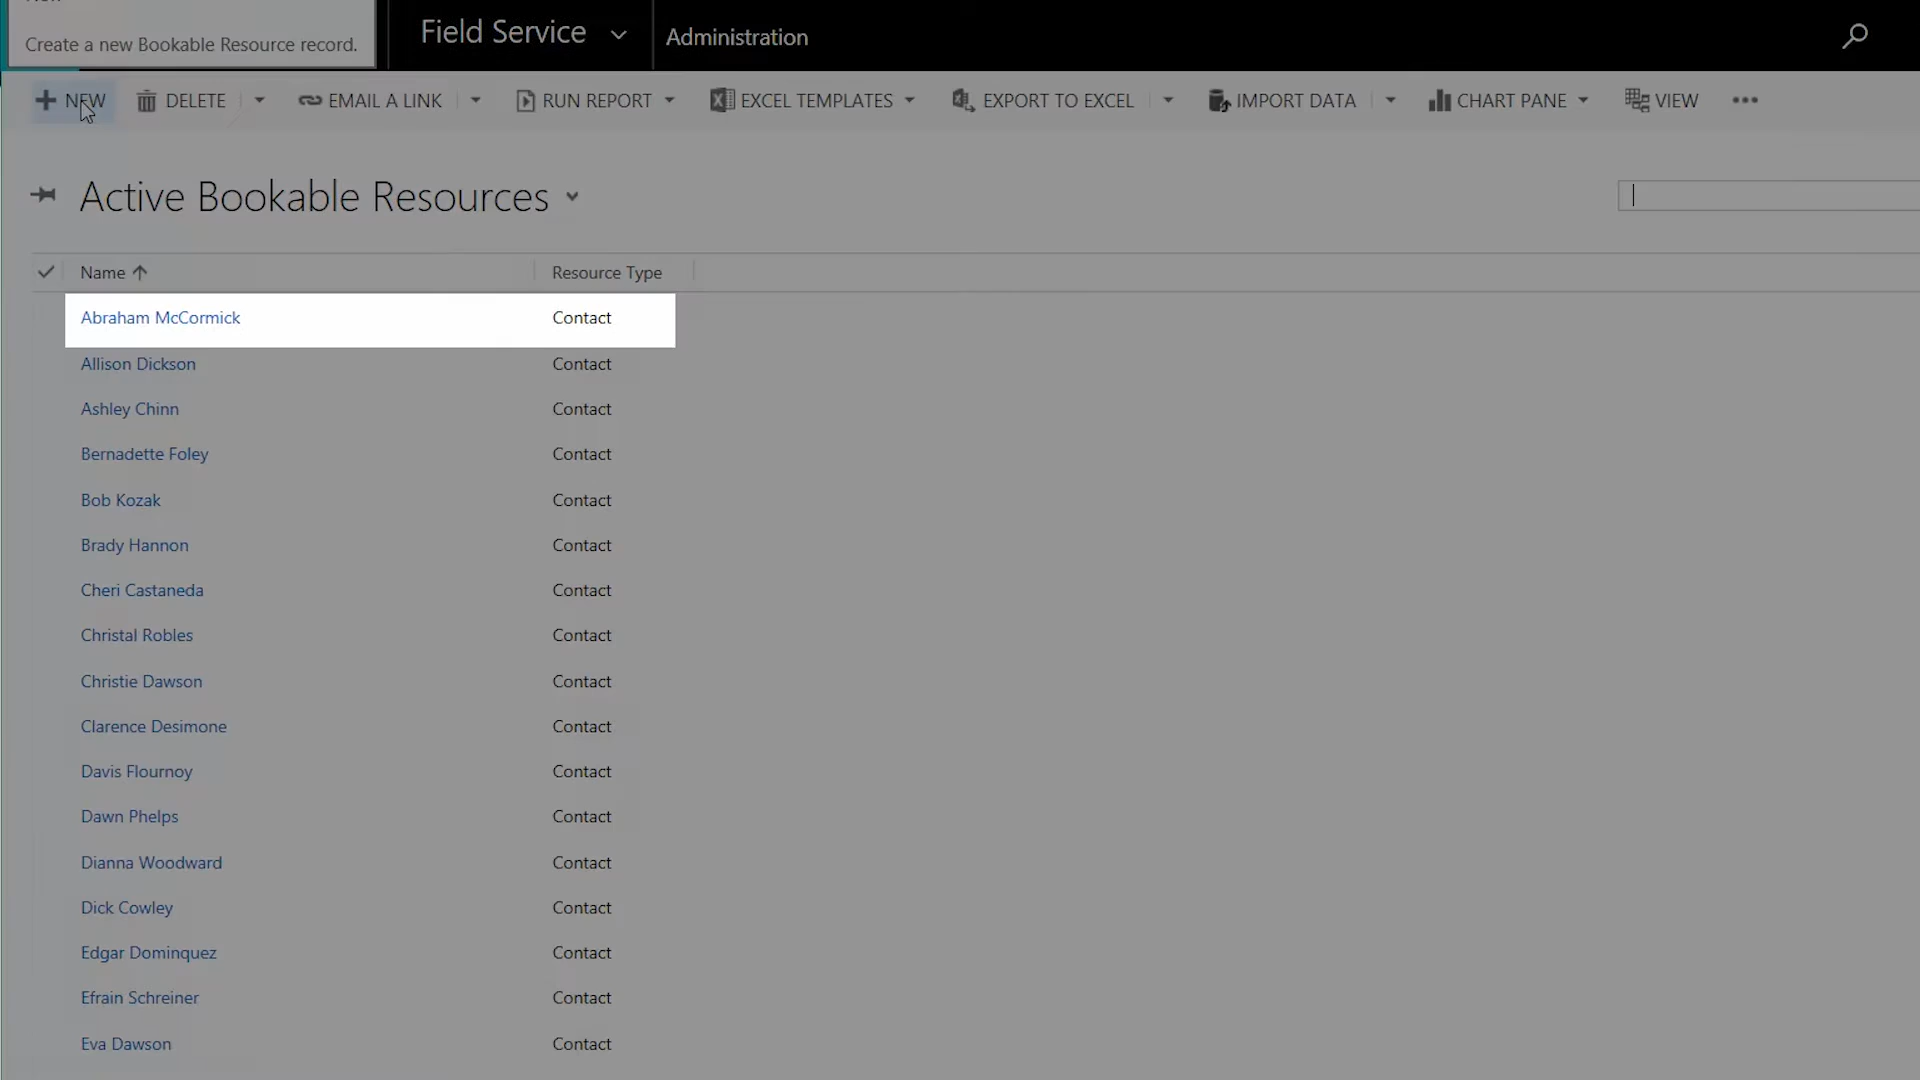 Create a new Bookable Resource record.
Field Service
Administration
NEW
DELETE
EMAIL A LINK
RUN REPORT
EXCEL TEMPLATES
EXPORT TO EXCEL
IMPORT DATA
CHART PANE
VIEW
Active Bookable Resources
Name Resource Type
Abraham McCormick Contact
Allison Dickson Contact
Ashley Chinn Contact
Bernadette Foley Contact
Bob Kozak Contact
Brady Hannon Contact
Cheri Castaneda Contact
Christal Robles Contact
Christie Dawson Contact
Clarence Desimone Contact
Davis Flournoy Contact
Dawn Phelps Contact
Dianna Woodward Contact
Dick Cowley Contact
Edgar Dominquez Contact
Efrain Schreiner Contact
Eva Dawson Contact